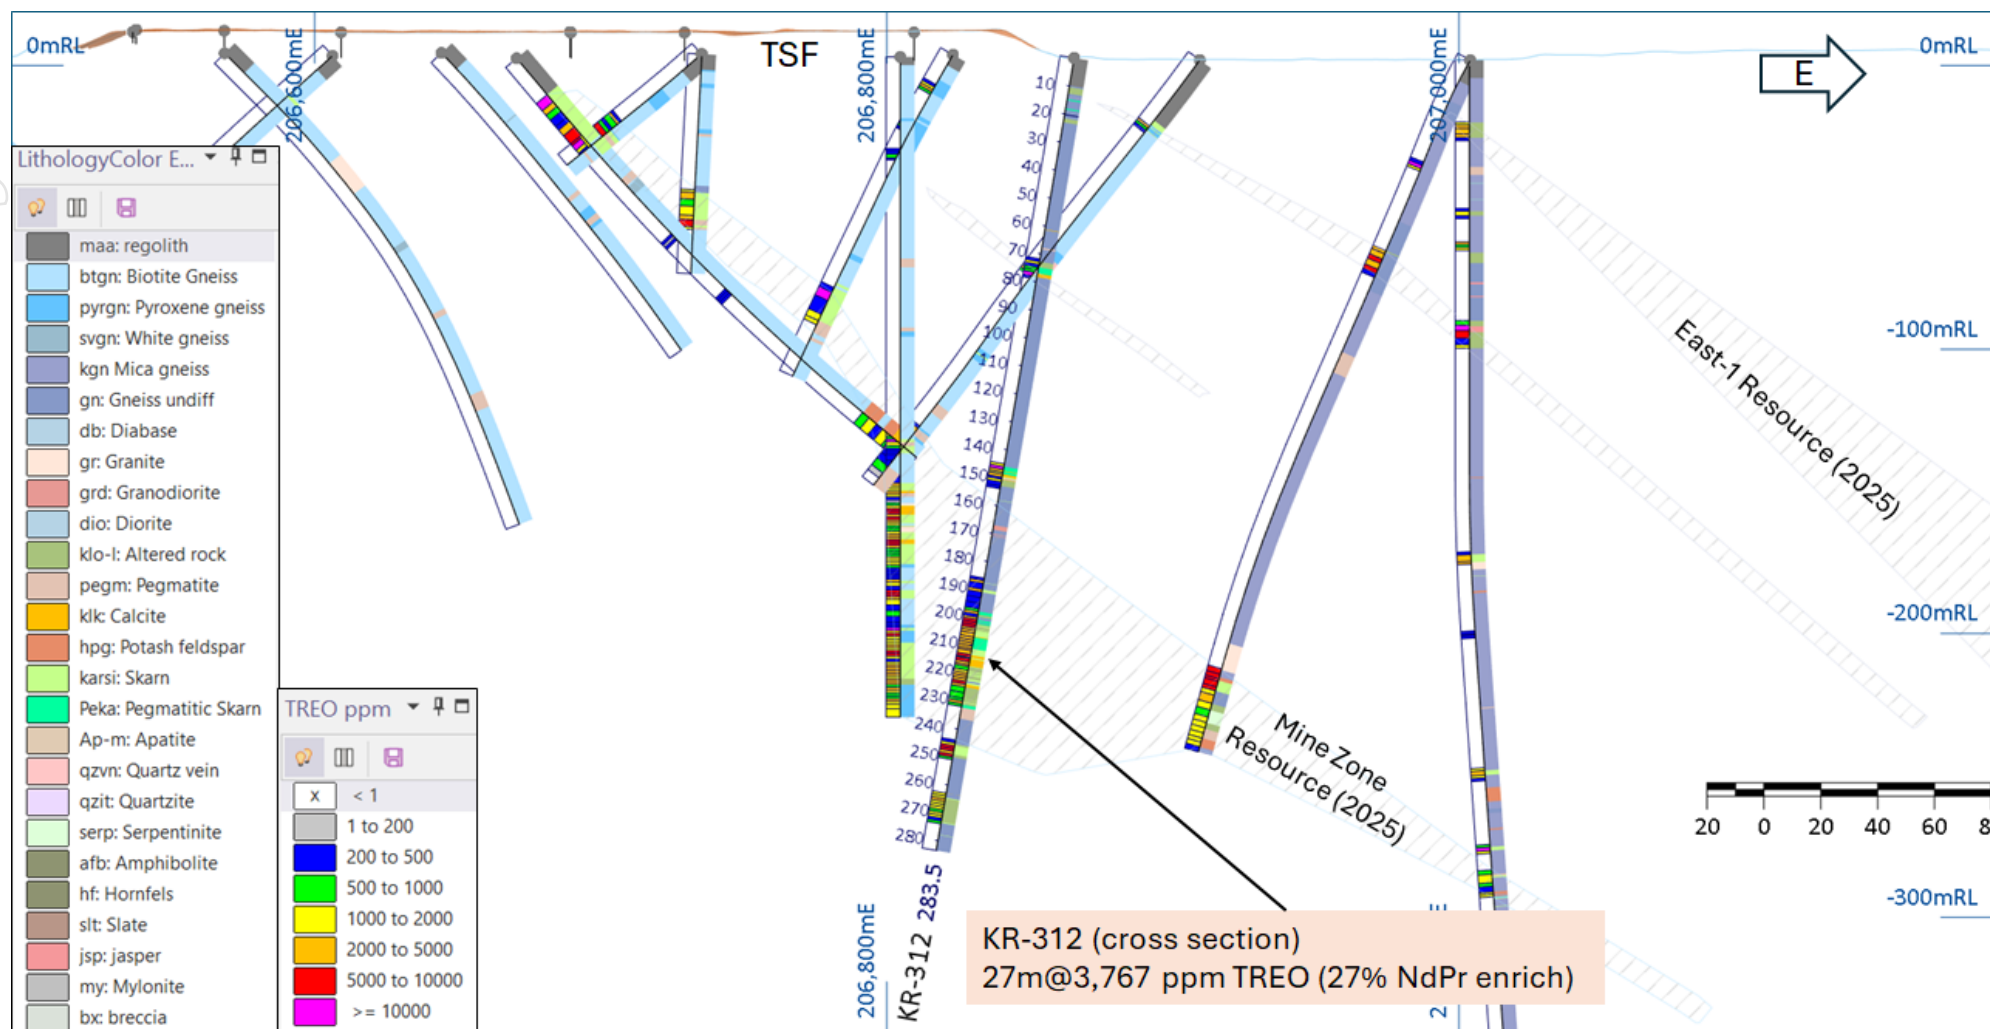 0mRL
206,600mE
TSF
206,800mE
207,000mE
E
0mRL
LithologyColor E...
maa: regolith
btgn: Biotite Gneiss
pyrgn: Pyroxene gneiss
svgn: White gneiss
kgn Mica gneiss
gn: Gneiss undiff
db: Diabase
gr: Granite
grd: Granodiorite
dio: Diorite
klo-l: Altered rock
pegm: Pegmatite
klk: Calcite
hpg: Potash feldspar
karsi: Skarn
Peka: Pegmatitic Skarn
Ap-m: Apatite
qzvn: Quartz vein
qzit: Quartzite
serp: Serpentinite
afb: Amphibolite
hf: Hornfels
slt: Slate
jsp: jasper
my: Mylonite
bx: breccia
TREO ppm
x < 1
1 to 200
200 to 500
500 to 1000
1000 to 2000
2000 to 5000
5000 to 10000
>= 10000
10
20
30
40
50
60
70
80
90
100
110
120
130
140
150
160
170
180
190
200
210
220
230
240
250
260
270
280
KR-312 283.5
206,800mE
-100mRL
East-1 Resource (2025)
-200mRL
Mine Zone
Resource (2025)
20 0 20 40 60 8
-300mRL
KR-312 (cross section)
27m@3,767 ppm TREO (27% NdPr enrich)